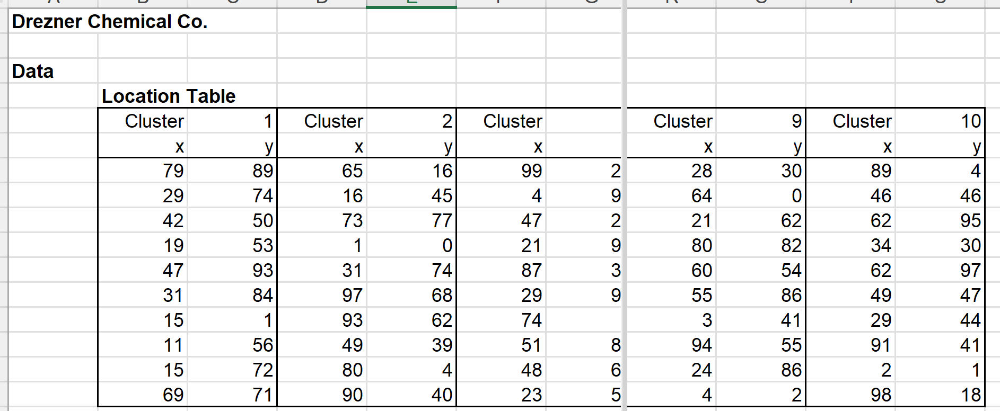 Drezner Chemical Co.
Data
Location Table
Cluster 1 Cluster 2 Cluster Cluster 9 Cluster 10
x y x y x x y x y
79 89 65 16 99 2 28 30 89 4
29 74 16 45 4 9 64 0 46 46
42 50 73 77 47 2 21 62 62 95
19 53 1 0 21 9 80 82 34 30
47 93 31 74 87 3 60 54 62 97
31 84 97 68 29 9 55 86 49 47
15 1 93 62 74 3 41 29 44
11 56 49 39 51 8 94 55 91 41
15 72 80 4 48 6 24 86 2 1
69 71 90 40 23 5 4 2 98 18